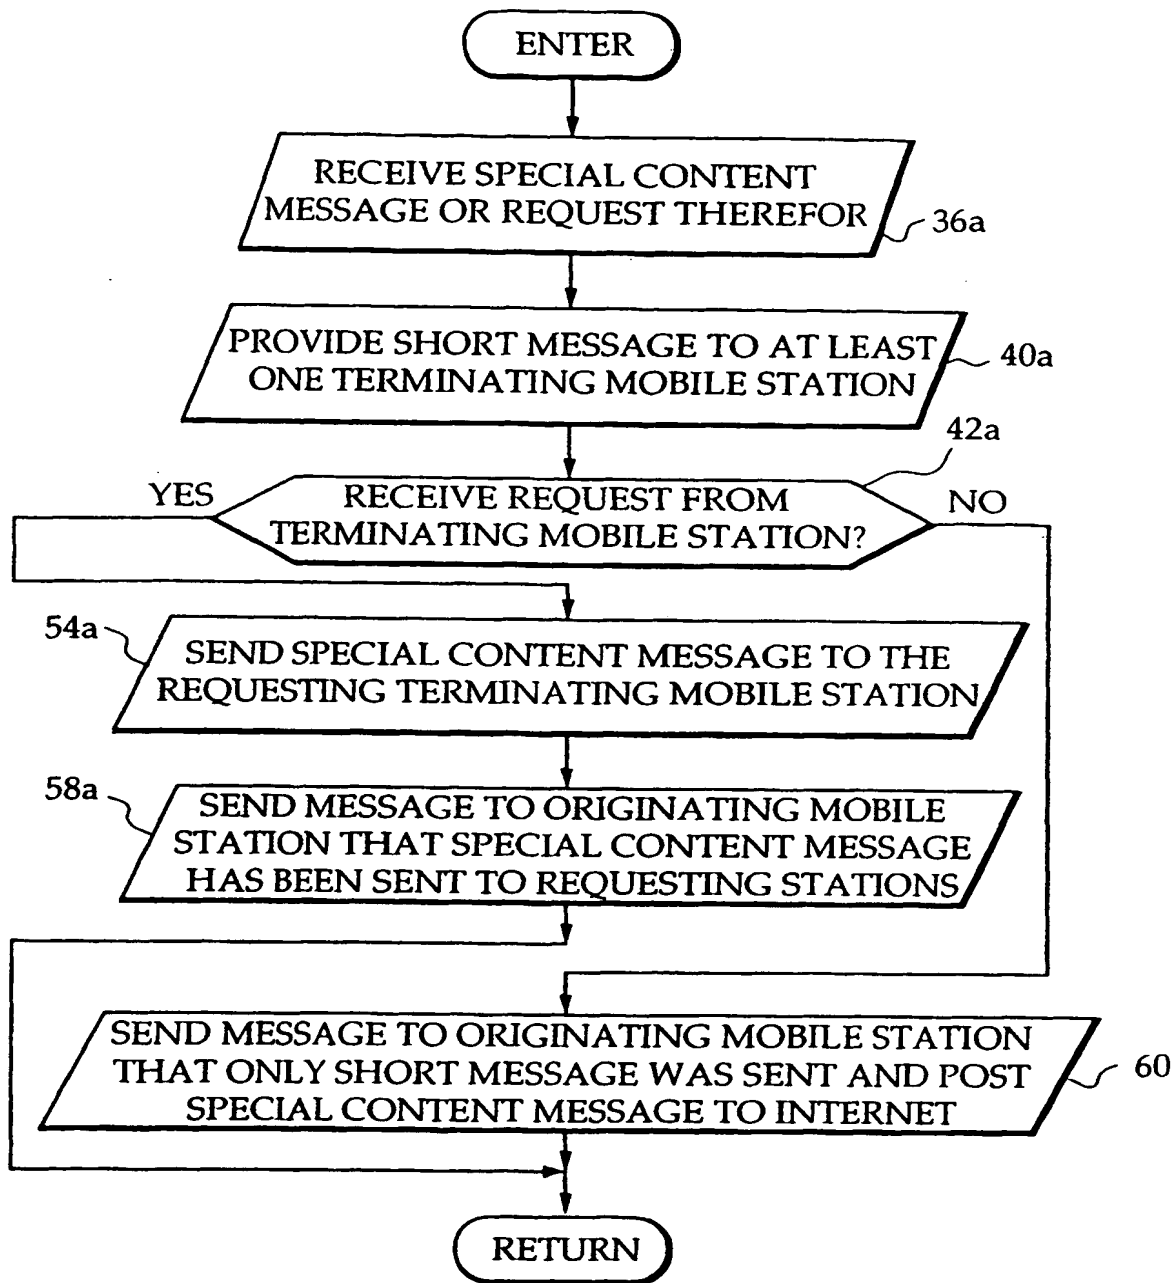 ENTER
RECEIVE SPECIAL CONTENT
MESSAGE OR REQUEST THEREFOR
36a
PROVIDE SHORT MESSAGE TO AT LEAST
ONE TERMINATING MOBILE STATION
40a
42a
YES
RECEIVE REQUEST FROM
TERMINATING MOBILE STATION?
NO
54a
SEND SPECIAL CONTENT MESSAGE TO THE
REQUESTING TERMINATING MOBILE STATION
58a
SEND MESSAGE TO ORIGINATING MOBILE
STATION THAT SPECIAL CONTENT MESSAGE
HAS BEEN SENT TO REQUESTING STATIONS
SEND MESSAGE TO ORIGINATING MOBILE STATION
THAT ONLY SHORT MESSAGE WAS SENT AND POST
SPECIAL CONTENT MESSAGE TO INTERNET
60
RETURN